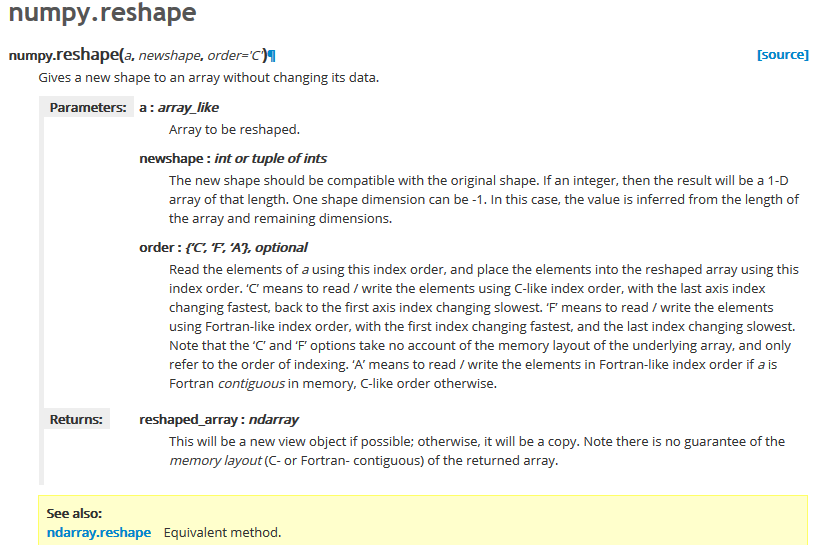 numpy.reshape
numpy.reshape(a, newshape, order='C')¶ [source]
Gives a new shape to an array without changing its data.
Parameters: a : array_like
Array to be reshaped.
newshape : int or tuple of ints
The new shape should be compatible with the original shape. If an integer, then the result will be a 1-D
array of that length. One shape dimension can be -1. In this case, the value is inferred from the length of
the array and remaining dimensions.
order : {‘C’, ‘F’, ‘A’}, optional
Read the elements of a using this index order, and place the elements into the reshaped array using this
index order. ‘C’ means to read / write the elements using C-like index order, with the last axis index
changing fastest, back to the first axis index changing slowest. ‘F’ means to read / write the elements
using Fortran-like index order, with the first index changing fastest, and the last index changing slowest.
Note that the ‘C’ and ‘F’ options take no account of the memory layout of the underlying array, and only
refer to the order of indexing. ‘A’ means to read / write the elements in Fortran-like index order if a is
Fortran contiguous in memory, C-like order otherwise.
Returns: reshaped_array : ndarray
This will be a new view object if possible; otherwise, it will be a copy. Note there is no guarantee of the
memory layout (C- or Fortran- contiguous) of the returned array.
See also:
ndarray.reshape Equivalent method.